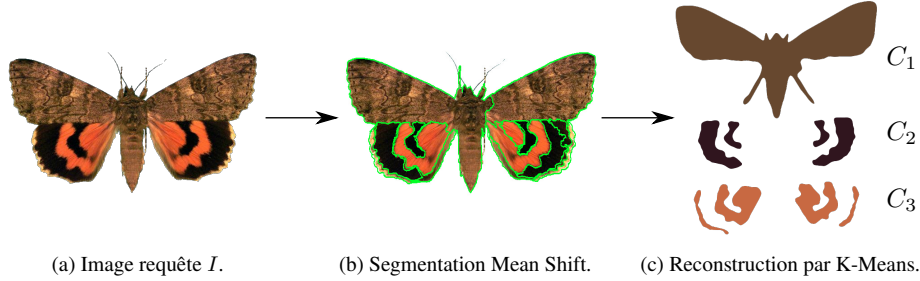 C1
C2
C3
(a) Image requête I.
(b) Segmentation Mean Shift.
(c) Reconstruction par K-Means.